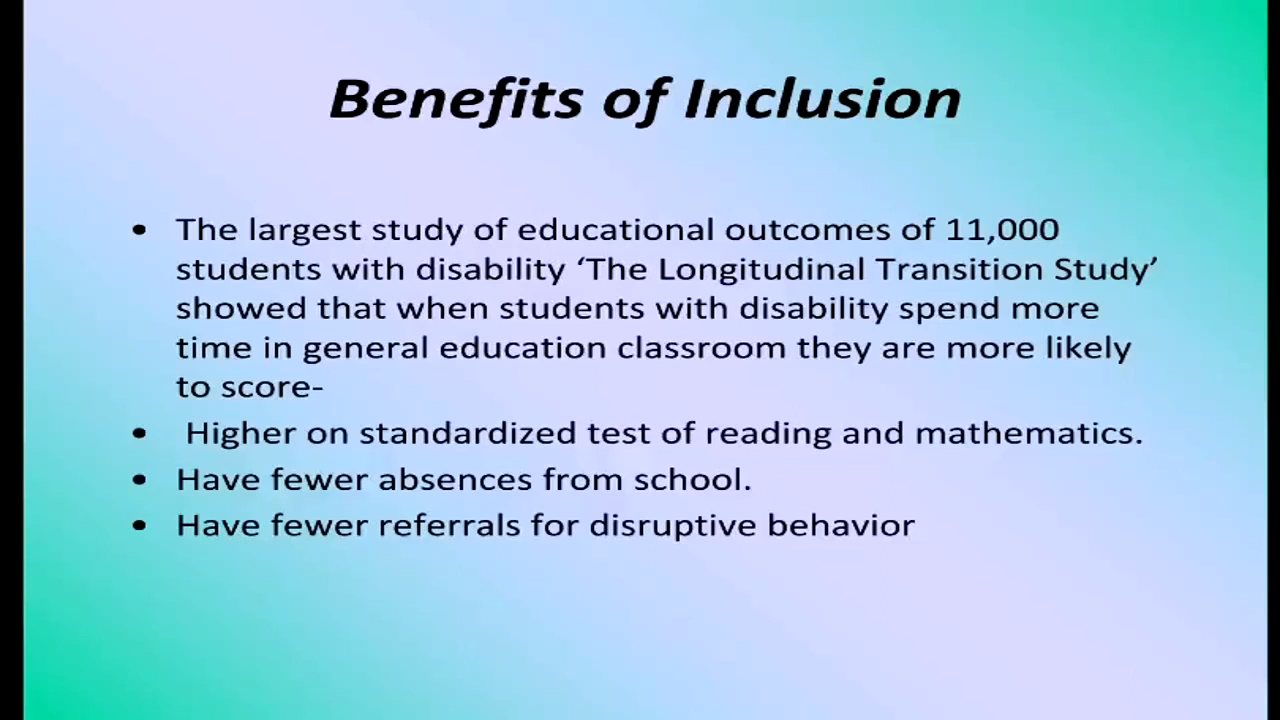 Benefits of Inclusion
• The largest study of educational outcomes of 11,000
students with disability ‘The Longitudinal Transition Study’
showed that when students with disability spend more
time in general education classroom they are more likely
to score-
• Higher on standardized test of reading and mathematics.
• Have fewer absences from school.
• Have fewer referrals for disruptive behavior